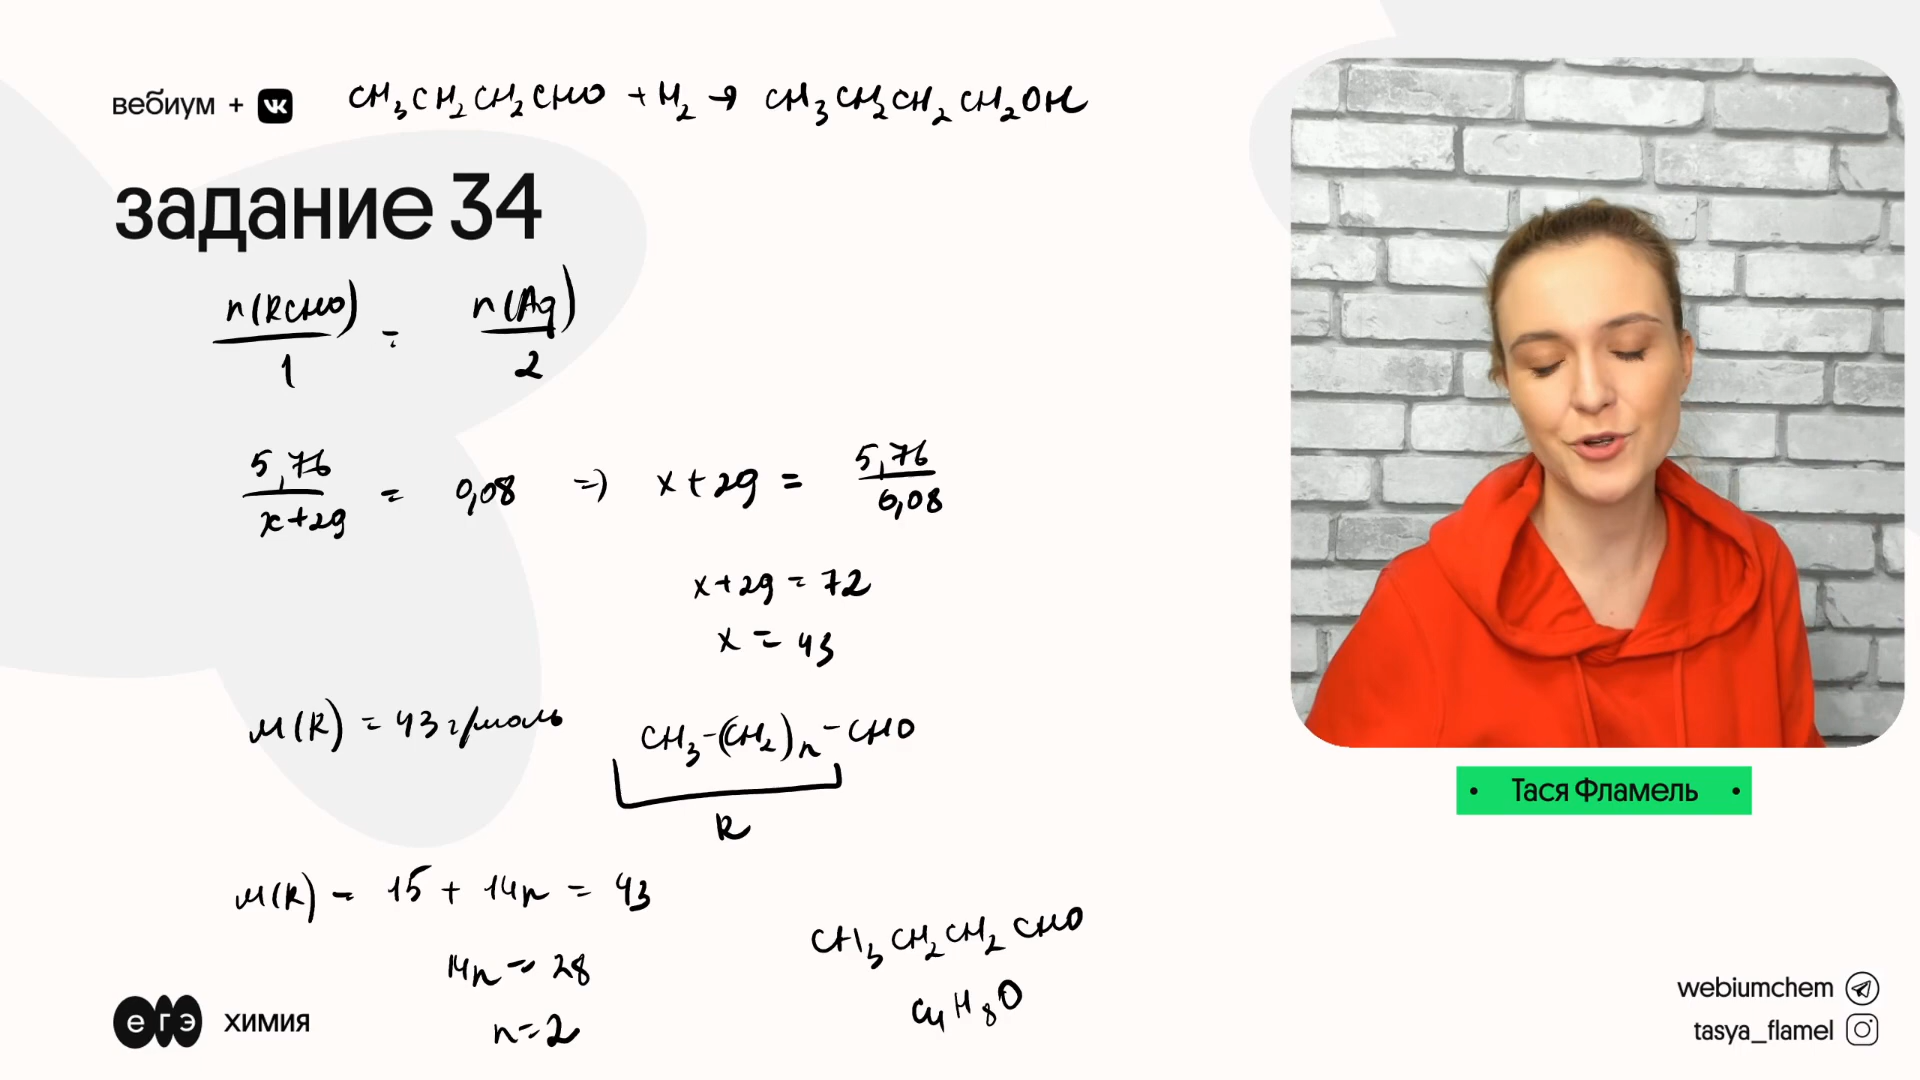 вебиум + VK
CH3CH2CH2CHO + H2 → CH3CH2CH2CH2OH
задание 34
n(RCHO) / 1 = n(Ag) / 2
5,76 / x+29 = 0,08 => x+29 = 5,76 / 0,08
x+29 = 72
x = 43
M(R) = 43 г/моль
CH3-(CH2)n-CHO
R
M(R) = 15 + 14n = 43
14n = 28
n=2
CH3CH2CH2CHO
C4H8O
егэ химия
• Тася Фламель •
webiumchem
tasya_flamel